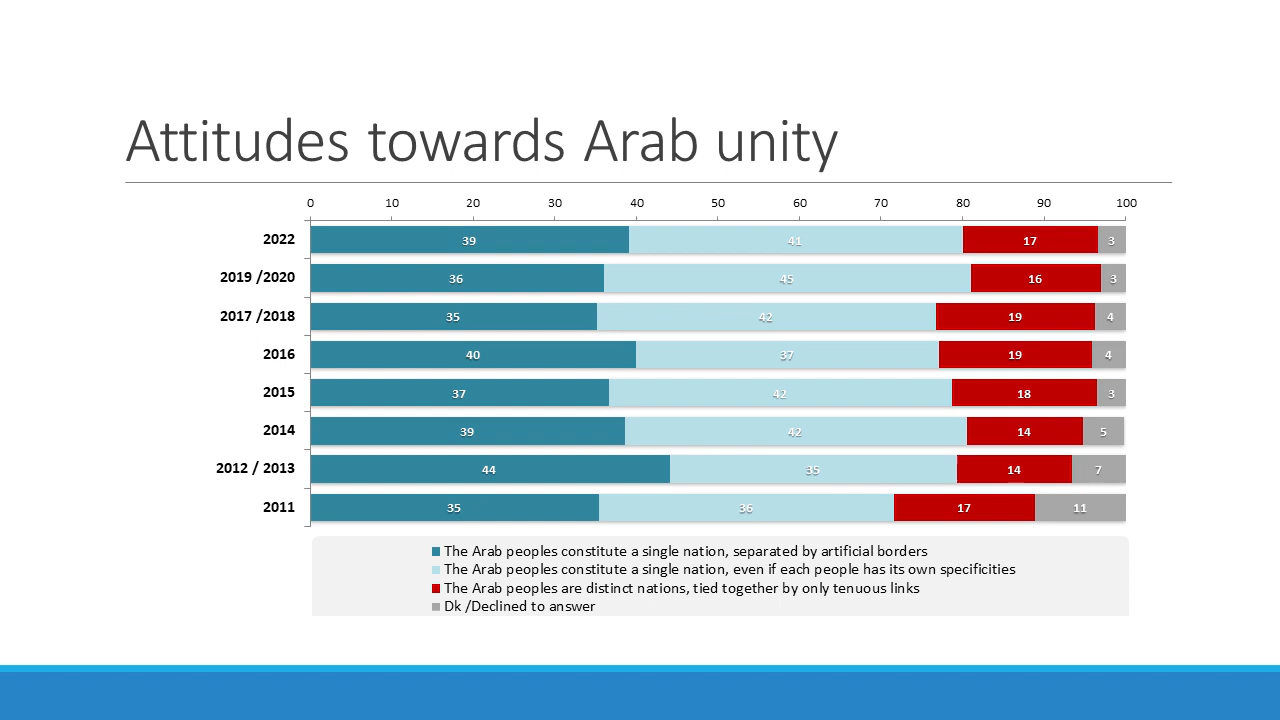 Attitudes towards Arab unity
0 10 20 30 40 50 60 70 80 90 100
2022 39 41 17 3
2019 /2020 36 45 16 3
2017 /2018 35 42 19 4
2016 40 37 19 4
2015 37 42 18 3
2014 39 42 14 5
2012 / 2013 44 35 14 7
2011 35 36 17 11
The Arab peoples constitute a single nation, separated by artificial borders
The Arab peoples constitute a single nation, even if each people has its own specificities
The Arab peoples are distinct nations, tied together by only tenuous links
Dk /Declined to answer